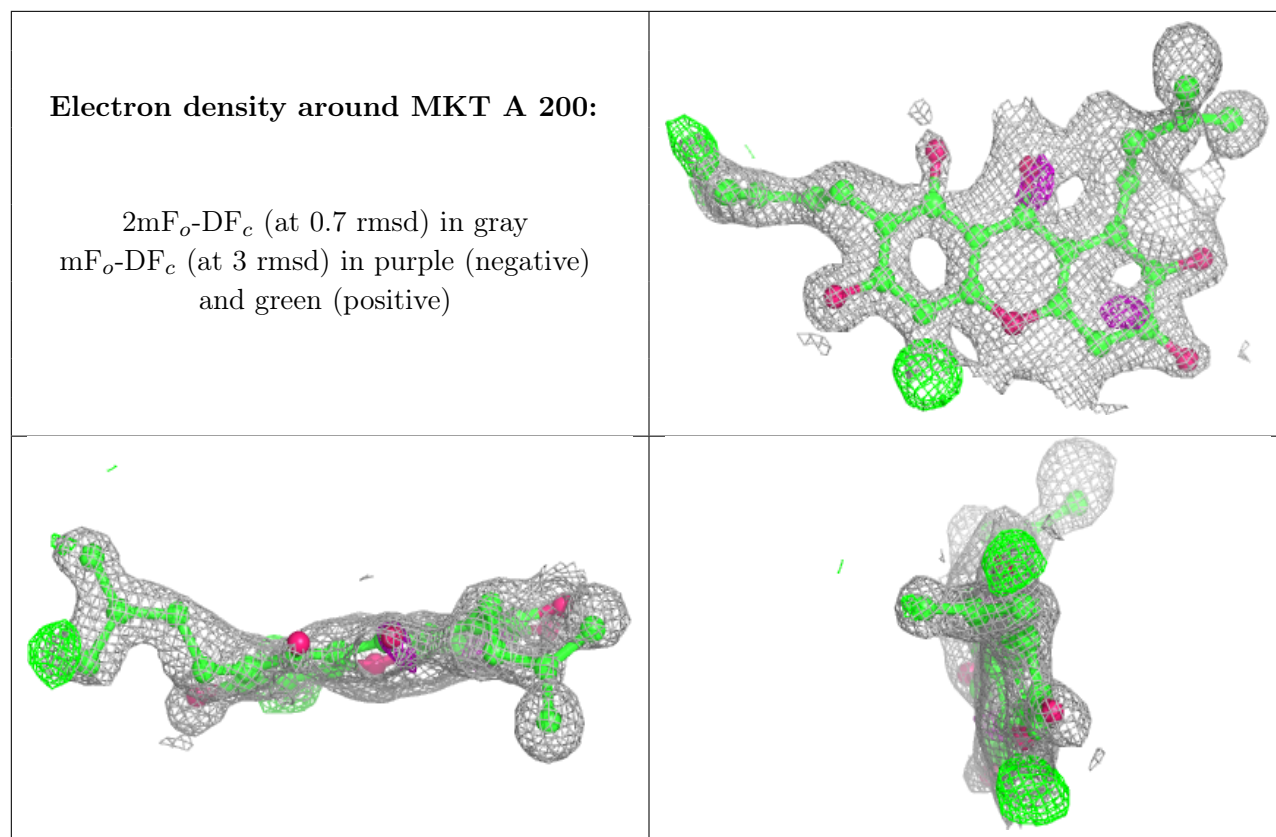 Electron density around MKT A 200:
2mFo-DFc (at 0.7 rmsd) in gray
mFo-DFc (at 3 rmsd) in purple (negative)
and green (positive)